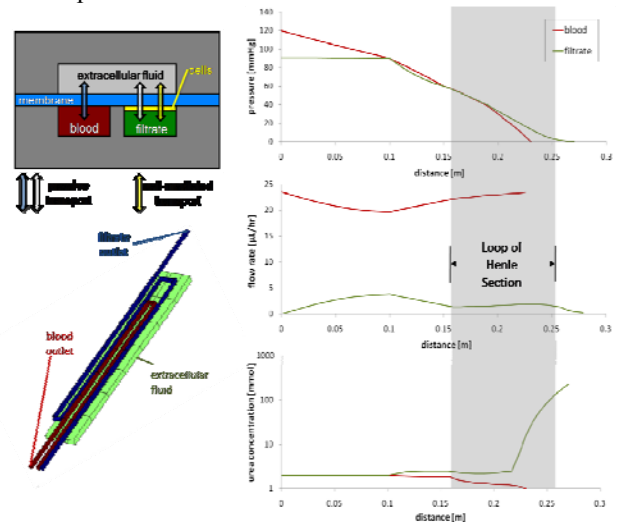 extracellular fluid
cells
membrane
blood
filtrate
passive
transport
cell-mediated
transport
filtrate
outlet
blood
outlet
extracellular
fluid
pressure [mmHg]
140
120
100
80
60
40
20
0
0
0.05
0.1
0.15
0.2
0.25
0.3
distance [m]
blood
filtrate
flow rate [µL/hr]
25
20
15
10
5
0
0
0.05
0.1
0.15
0.2
0.25
0.3
distance [m]
Loop of
Henle
Section
urea concentration [mmol]
1000
100
10
1
0
0.05
0.1
0.15
0.2
0.25
0.3
distance [m]